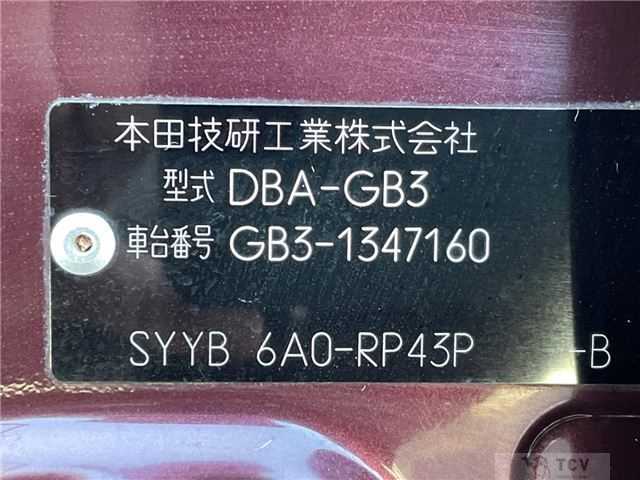 本田技研工業株式会社
型式 DBA-GB3
車台番号 GB3-1347160
SYYB 6A0-RP43P -B
TCV